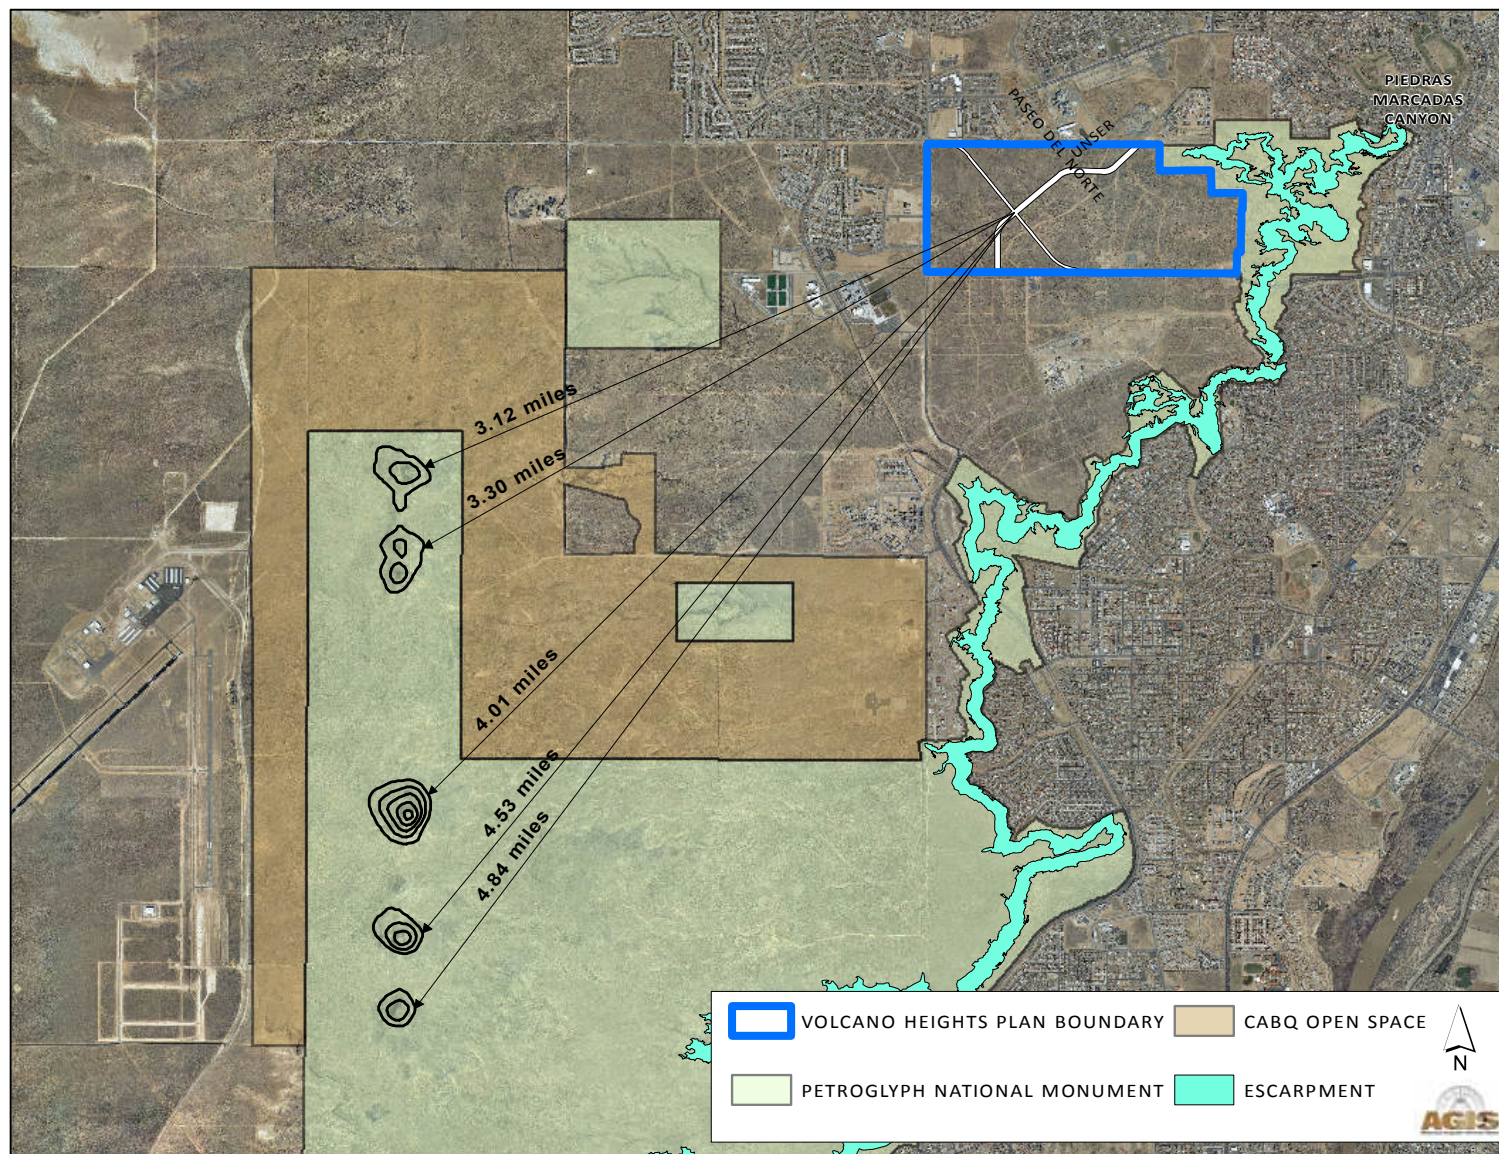 PIEDRAS
MARCADAS
CANYON
PASEO DEL NORTE
UNSER
3.12 miles
3.30 miles
4.01 miles
4.53 miles
4.84 miles
VOLCANO HEIGHTS PLAN BOUNDARY
CABQ OPEN SPACE
PETROGLYPH NATIONAL MONUMENT
ESCARPMENT
N
AGIS